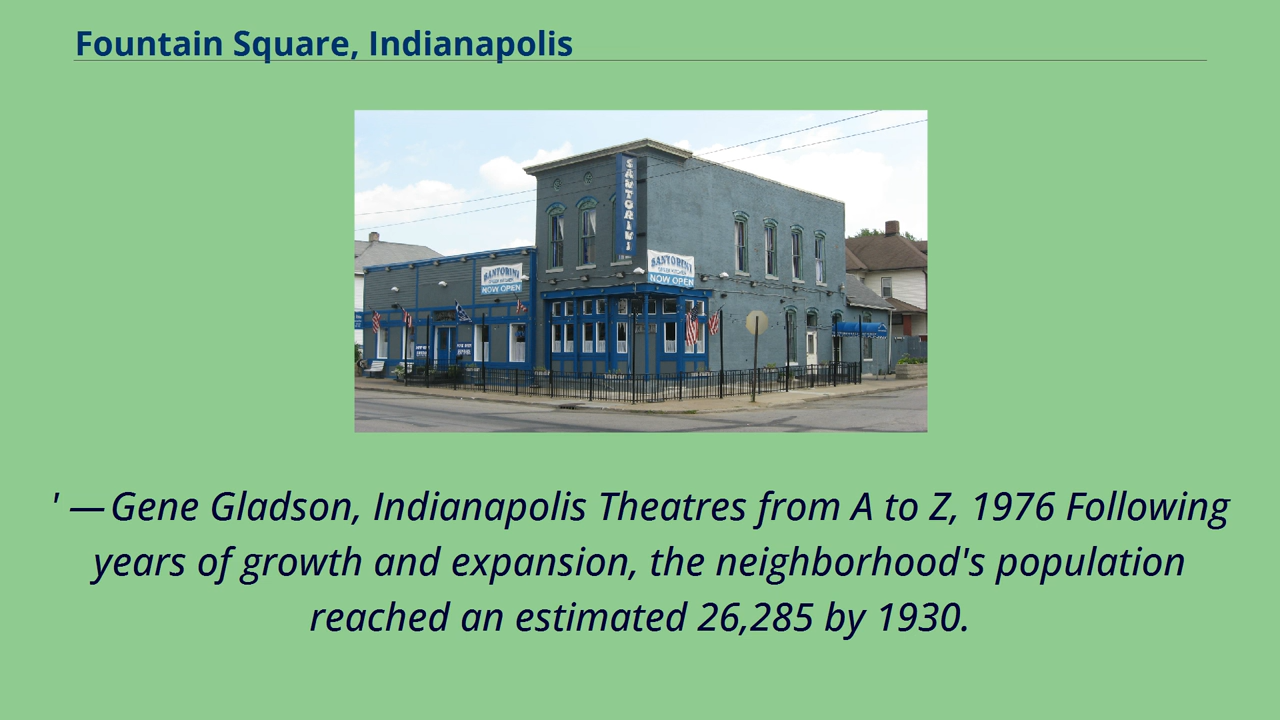 Fountain Square, Indianapolis
SANTORINI
SANTORINI
NOW OPEN
SANTORINI
NOW OPEN
' —Gene Gladson, Indianapolis Theatres from A to Z, 1976 Following
years of growth and expansion, the neighborhood's population
reached an estimated 26,285 by 1930.